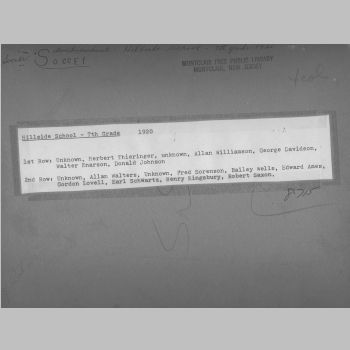 Soccer
MONTCLAIR FREE PUBLIC LIBRARY
MONTCLAIR, NEW JERSEY
Hillside School - 7th Grade 1920
1st Row: Unknown, Herbert Thieringer, unknown, Allan Williamson, George Davidson,
Walter Enarson, Donald Johnson
2nd Row: Unknown, Allan Walters, Unknown, Fred Sorenson, Bailey Wells, Edward Ames,
Gordon Lovell, Earl Schwartz, Henry Kingsbury, Robert Saxon,